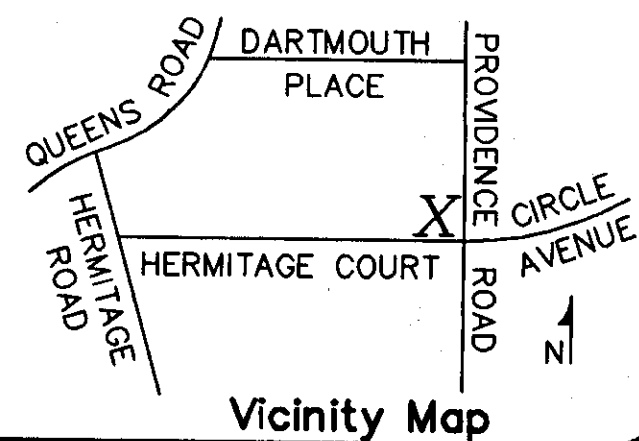 DARTMOUTH
PLACE
QUEENS ROAD
PROVIDENCE ROAD
HERMITAGE
ROAD
X
CIRCLE
AVENUE
HERMITAGE COURT
N
Vicinity Map